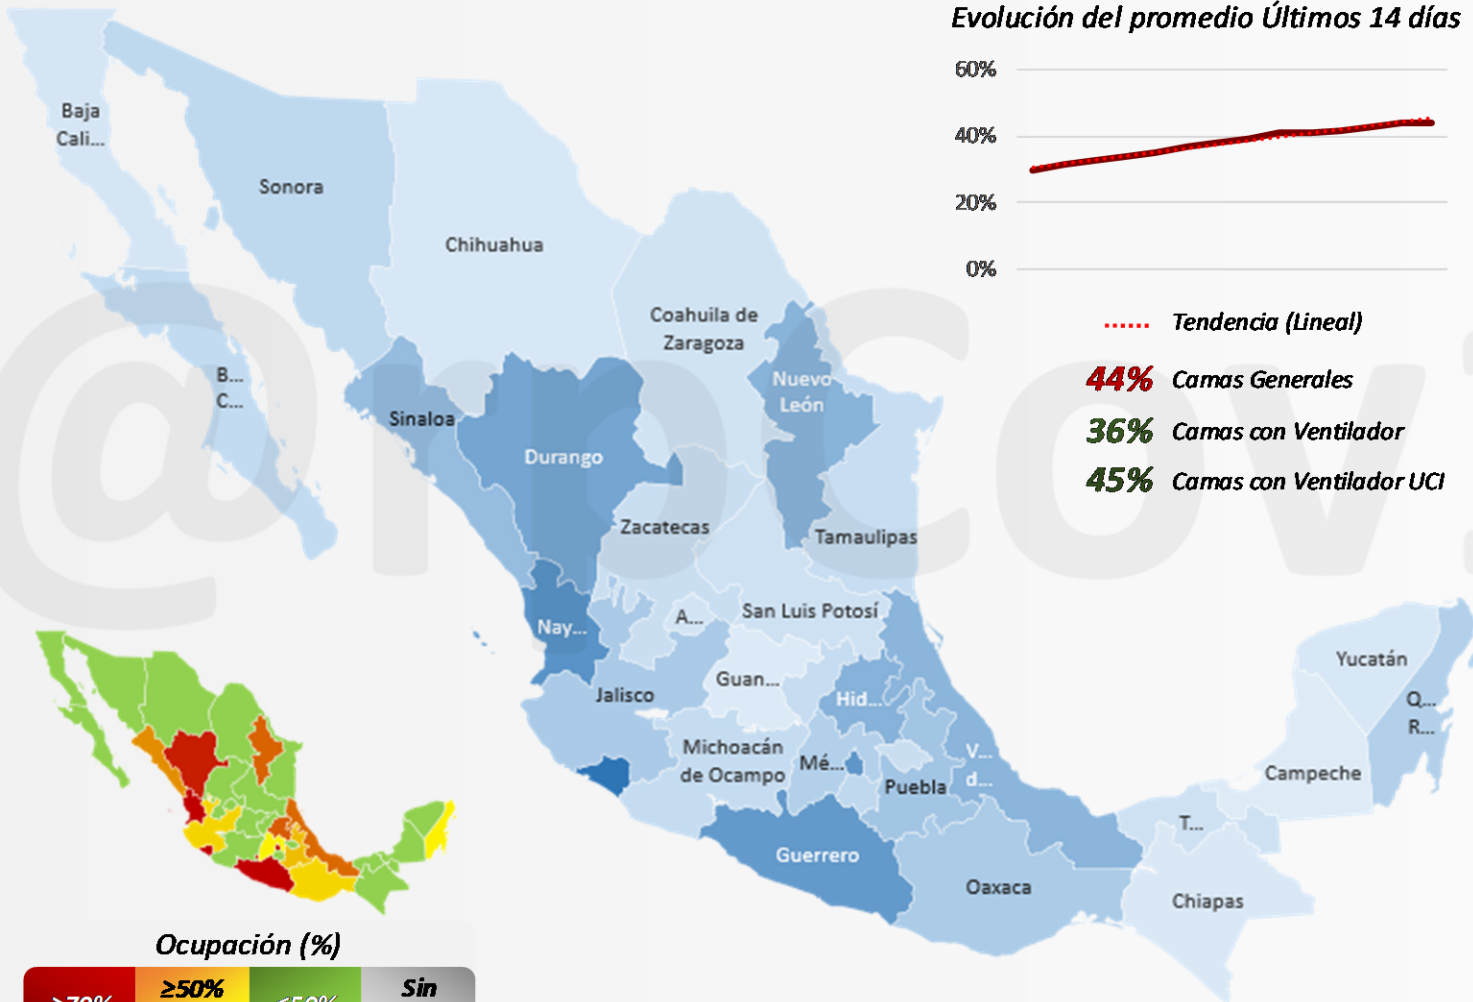 Evolución del promedio Últimos 14 días
60%
40%
20%
0%
Tendencia (Lineal)
44% Camas Generales
36% Camas con Ventilador
45% Camas con Ventilador UCI
Baja
Cali...
Sonora
Chihuahua
Coahuila de
Zaragoza
B...
C...
Nuevo
León
Sinaloa
Durango
Zacatecas
Tamaulipas
San Luis Potosí
A...
Nay...
Guan...
Jalisco
Hid...
Yucatán
Q...
R...
Michoacán
de Ocampo
Mé...
V...
d...
Puebla
Campeche
T...
Guerrero
Oaxaca
Chiapas
Ocupación (%)
≥50%
Sin